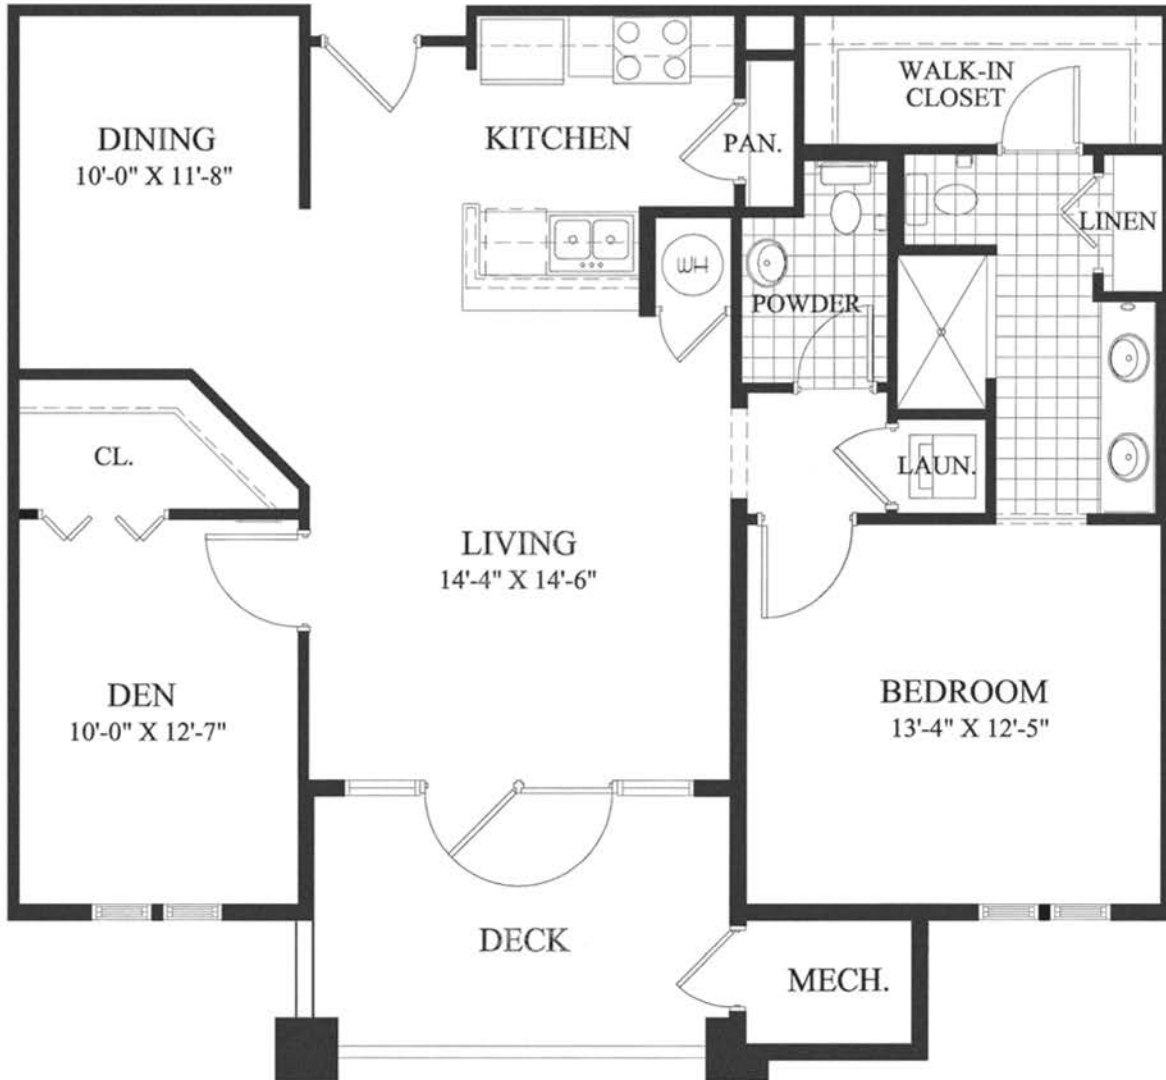 WALK-IN
CLOSET
DINING
10'-0" X 11'-8"
KITCHEN
PAN.
LINEN
WH
POWDER
CL.
LAUN.
LIVING
14'-4" X 14'-6"
DEN
10'-0" X 12'-7"
BEDROOM
13'-4" X 12'-5"
DECK
MECH.